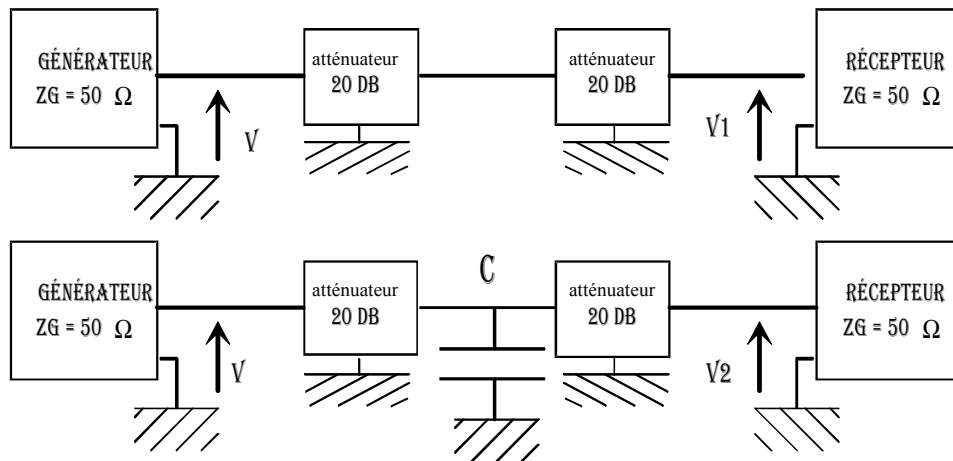 GÉNÉRATEUR
ZG = 50 Ω
V
atténuateur
20 DB
atténuateur
20 DB
V1
RÉCEPTEUR
ZG = 50 Ω
GÉNÉRATEUR
ZG = 50 Ω
V
atténuateur
20 DB
C
atténuateur
20 DB
V2
RÉCEPTEUR
ZG = 50 Ω